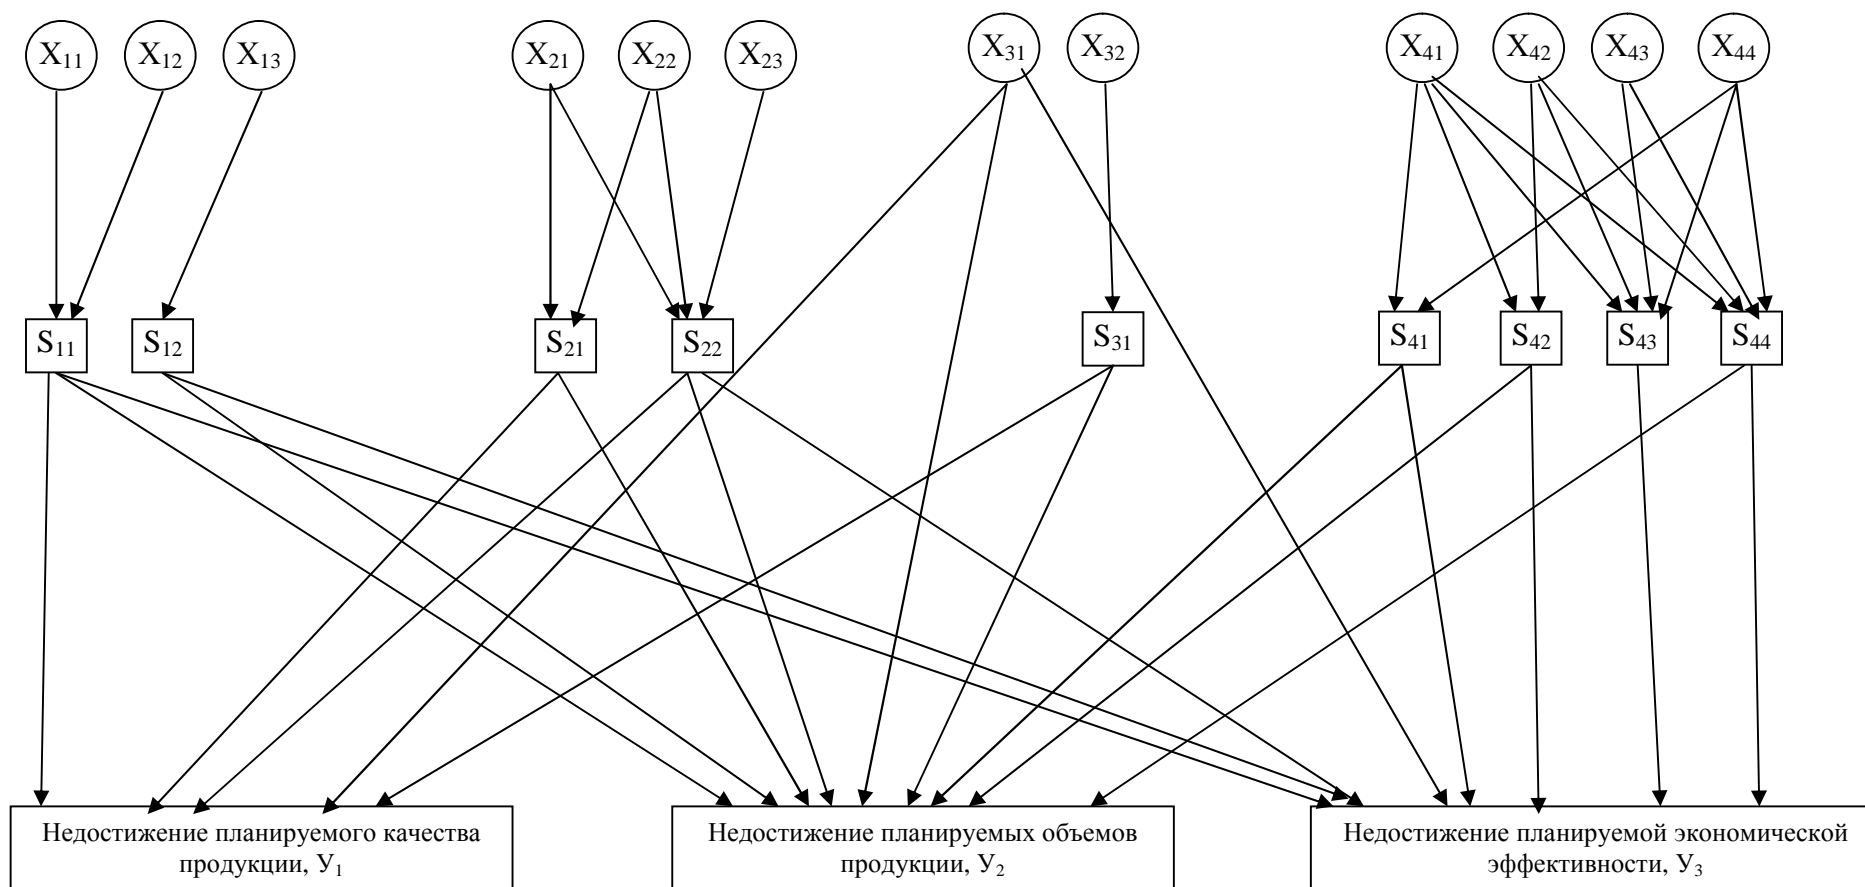 X₁₁ X₁₂ X₁₃ X₂₁ X₂₂ X₂₃ X₃₁ X₃₂ X₄₁ X₄₂ X₄₃ X₄₄
S₁₁ S₁₂ S₂₁ S₂₂ S₃₁ S₄₁ S₄₂ S₄₃ S₄₄
Недостижение планируемого качества
продукции, У₁
Недостижение планируемых объемов
продукции, У₂
Недостижение планируемой экономической
эффективности, У₃